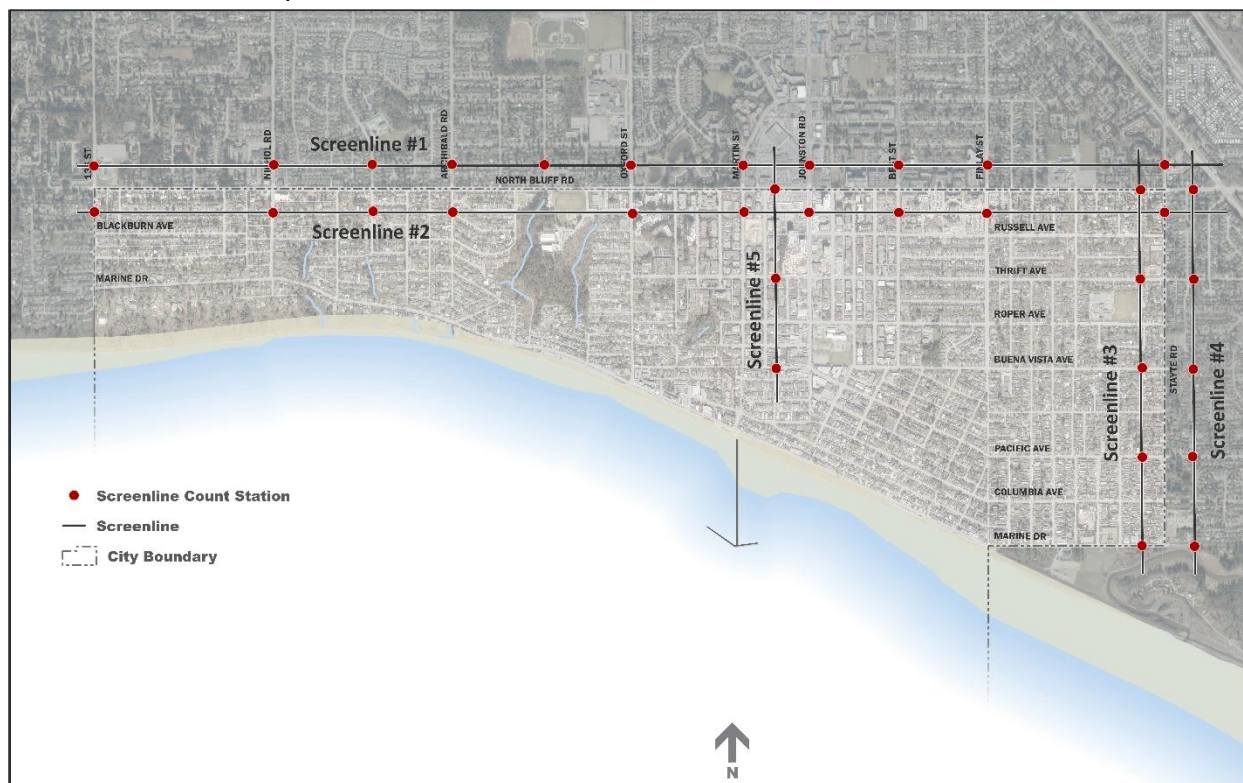 13TH ST
NICHOL RD
Screenline #1
ARCHIBALD RD
NORTH BLUFF RD
OXFORD ST
MARTIN ST
JOHNSTON RD
BEST ST
FINLAY ST
BLACKBURN AVE
Screenline #2
RUSSELL AVE
MARINE DR
Screenline #5
THRIFT AVE
ROPER AVE
BUENA VISTA AVE
Screenline #3
STAYTE RD
Screenline #4
PACIFIC AVE
COLUMBIA AVE
MARINE DR
Screenline Count Station
Screenline
City Boundary
N